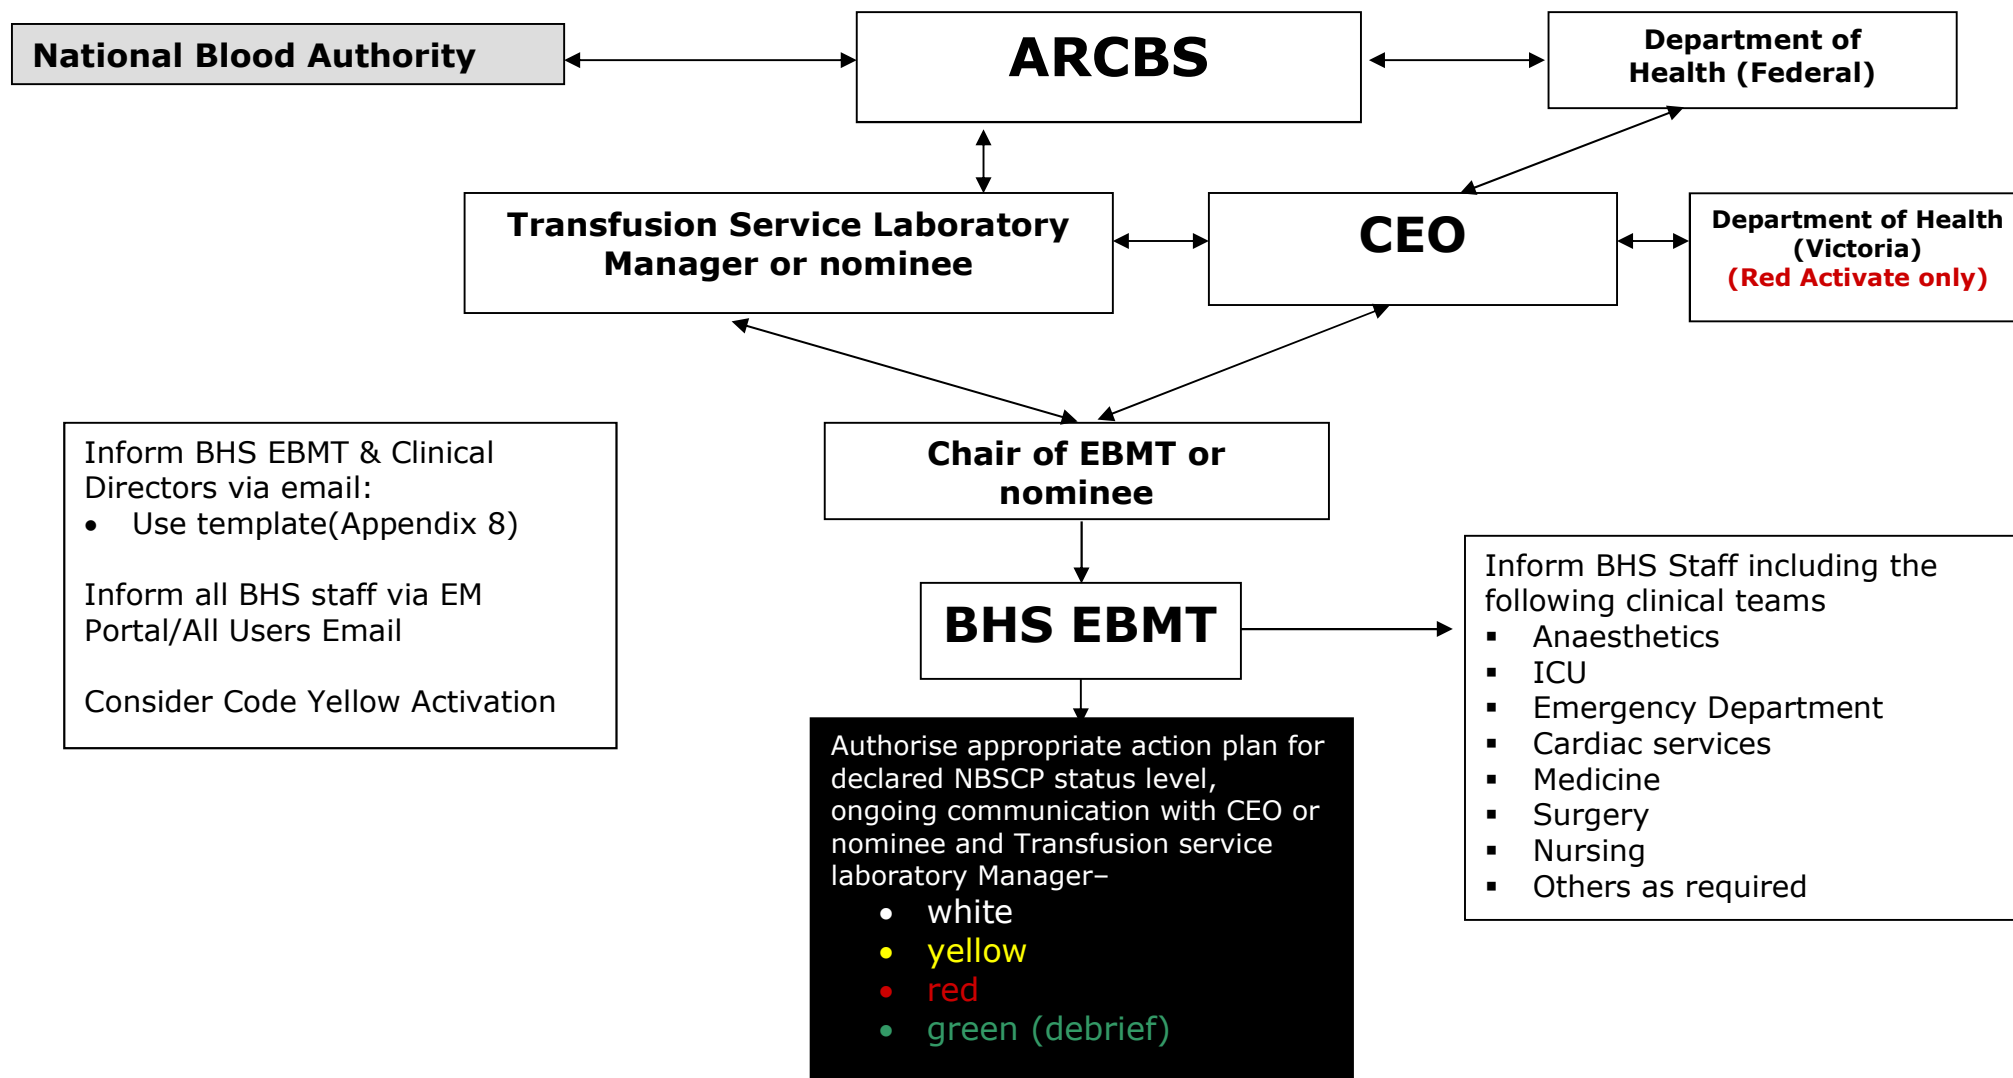 National Blood Authority
ARCBS
Department of
Health (Federal)
Transfusion Service Laboratory
Manager or nominee
CEO
Department of Health
(Victoria)
(Red Activate only)
Inform BHS EBMT & Clinical
Directors via email:
• Use template(Appendix 8)
Inform all BHS staff via EM
Portal/All Users Email
Consider Code Yellow Activation
Chair of EBMT or
nominee
BHS EBMT
Inform BHS Staff including the
following clinical teams
▪ Anaesthetics
▪ ICU
▪ Emergency Department
▪ Cardiac services
▪ Medicine
▪ Surgery
▪ Nursing
▪ Others as required
Authorise appropriate action plan for
declared NBSCP status level,
ongoing communication with CEO or
nominee and Transfusion service
laboratory Manager–
• white
• yellow
• red
• green (debrief)